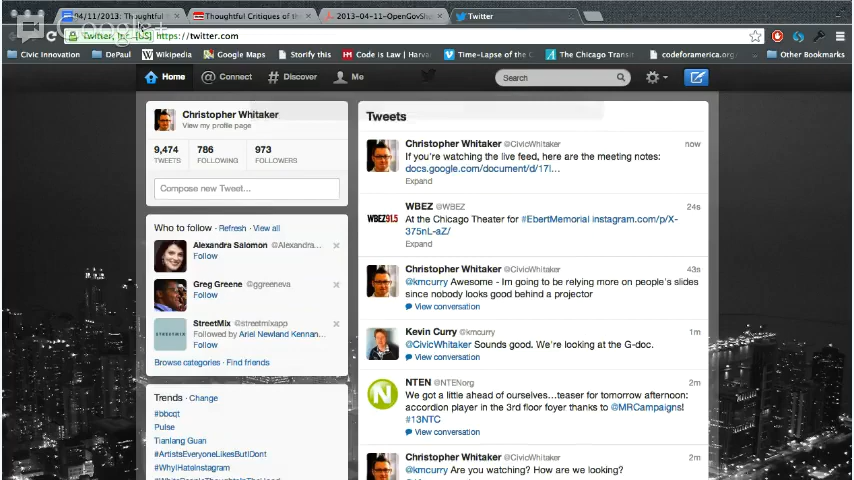 04/11/2013: Thoughtful
Thoughtful Critiques of the
2013-04-11-OpenGovSlig
Twitter
Google+
Twitter, Inc. [US] https://twitter.com
Civic Innovation
DePaul
Wikipedia
Google Maps
Storify this
Code is Law / Shari
Time-Lapse of the C
The Chicago Transit
codeforamerica.org
Other Bookmarks
Home
Connect
Discover
Me
Search
Christopher Whitaker
View my profile page
9,474 786 973
TWEETS FOLLOWING FOLLOWERS
Compose new Tweet...
Who to follow · Refresh · View all
Alexandra Salomon @Alexandra...
Follow
Greg Greene @ggreeneva
Follow
StreetMix @streetmixapp
Followed by Ariel Newland Kennan...
Follow
STREETMIX
Browse categories · Find friends
Trends · Change
#bbcqt
Pulse
Tianlang Guan
#ArtistsEveryoneLikesButIDont
#WhyIHateInstagram
Tweets
Christopher Whitaker @CivicWhitaker now
If you're watching the live feed, here are the meeting notes:
docs.google.com/document/d/17l...
Expand
WBEZ91.5
WBEZ @WBEZ 24s
At the Chicago Theater for #EbertMemorial instagram.com/p/X-
375nL-aZ/
Expand
Christopher Whitaker @CivicWhitaker 43s
@kmcurry Awesome - Im going to be relying more on people's slides
since nobody looks good behind a projector
View conversation
Kevin Curry @kmcurry 1m
@CivicWhitaker Sounds good. We're looking at the G-doc.
View conversation
N
NTEN @NTENorg 2m
We got a little ahead of ourselves...teaser for tomorrow afternoon:
accordion player in the 3rd floor foyer thanks to @MRCampaigns!
#13NTC
View conversation
Christopher Whitaker @CivicWhitaker 2m
@kmcurry Are you watching? How are we looking?